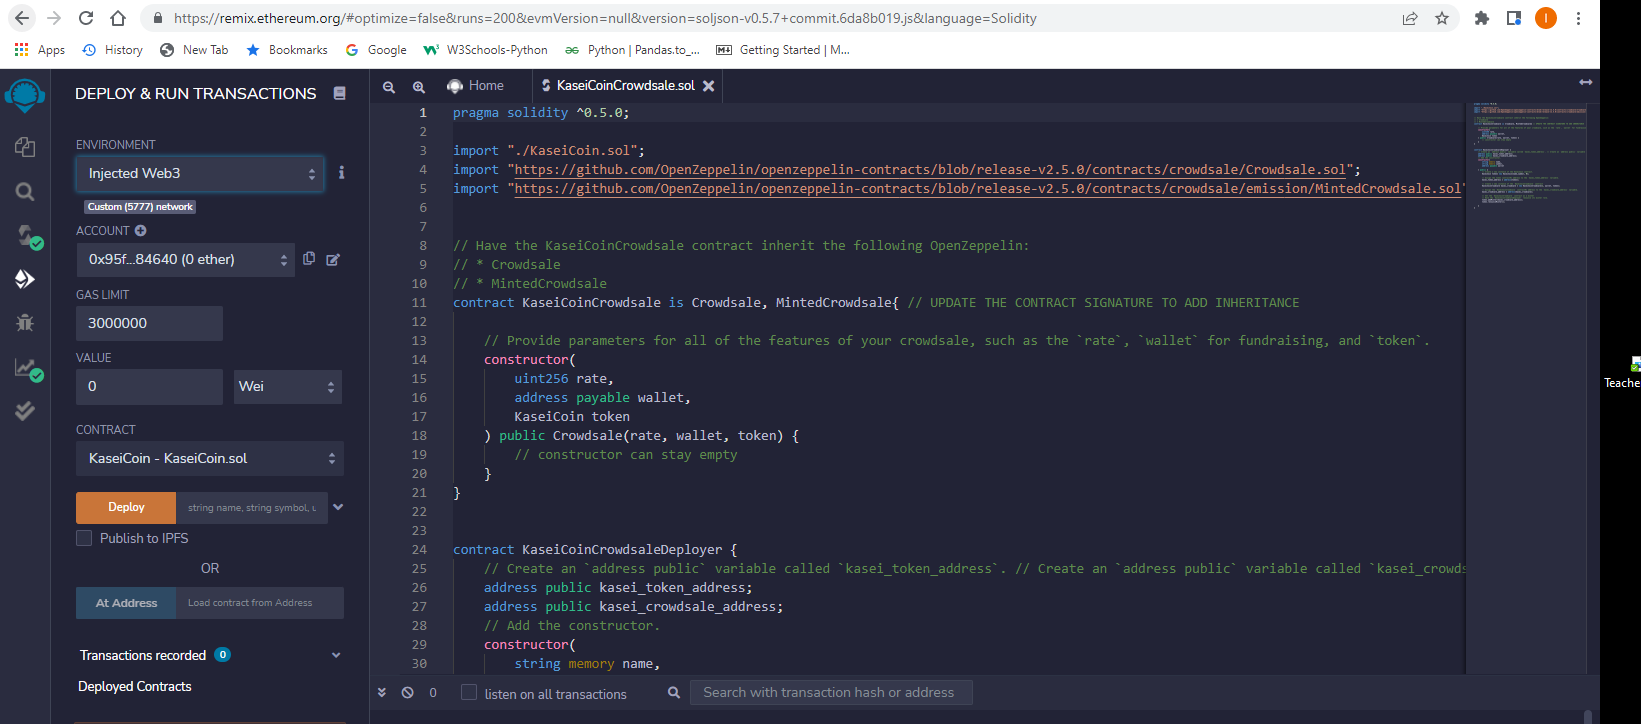 https://remix.ethereum.org/#optimize=false&runs=200&evmVersion=null&version=soljson-v0.5.7+commit.6da8b019.js&language=Solidity
Apps History New Tab Bookmarks Google W3Schools-Python Python | Pandas.to_... Getting Started | M...
DEPLOY & RUN TRANSACTIONS
ENVIRONMENT
Injected Web3
Custom (5777) network
ACCOUNT
0x95f...84640 (0 ether)
GAS LIMIT
3000000
VALUE
0 Wei
CONTRACT
KaseiCoin - KaseiCoin.sol
Deploy string name, string symbol, u
Publish to IPFS
OR
At Address Load contract from Address
Transactions recorded 0
Deployed Contracts
Home KaseiCoinCrowdsale.sol
1 pragma solidity ^0.5.0;
2
3 import "./KaseiCoin.sol";
4 import "https://github.com/OpenZeppelin/openzeppelin-contracts/blob/release-v2.5.0/contracts/crowdsale/Crowdsale.sol";
5 import "https://github.com/OpenZeppelin/openzeppelin-contracts/blob/release-v2.5.0/contracts/crowdsale/emission/MintedCrowdsale.sol"
6
7
8 // Have the KaseiCoinCrowdsale contract inherit the following OpenZeppelin:
9 // * Crowdsale
10 // * MintedCrowdsale
11 contract KaseiCoinCrowdsale is Crowdsale, MintedCrowdsale{ // UPDATE THE CONTRACT SIGNATURE TO ADD INHERITANCE
12
13 // Provide parameters for all of the features of your crowdsale, such as the `rate`, `wallet` for fundraising, and `token`.
14 constructor(
15 uint256 rate,
16 address payable wallet,
17 KaseiCoin token
18 ) public Crowdsale(rate, wallet, token) {
19 // constructor can stay empty
20 }
21 }
22
23
24 contract KaseiCoinCrowdsaleDeployer {
25 // Create an `address public` variable called `kasei_token_address`. // Create an `address public` variable called `kasei_crowds
26 address public kasei_token_address;
27 address public kasei_crowdsale_address;
28 // Add the constructor.
29 constructor(
30 string memory name,
0 listen on all transactions Search with transaction hash or address
I
Teache